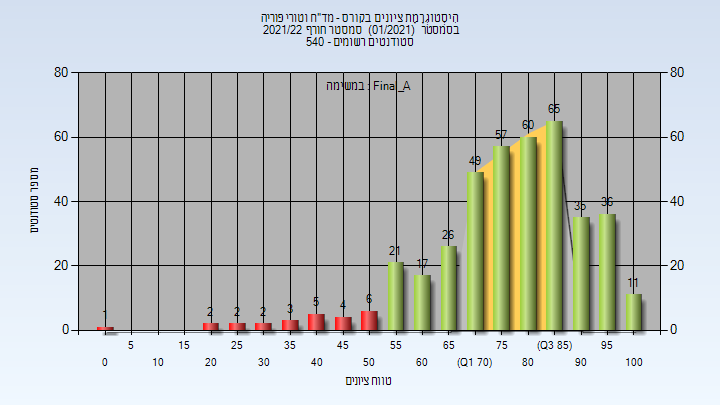 היסטוגרמת ציונים בקורס - מד"ח וטורי פוריה
בסמסטר (01/2021) סמסטר חורף 2021/22
סטודנטים רשומים - 540
במשימה : Final_A
80 80
60 60
40 40
20 20
0 0
מספר סטודנטים
1 2 2 2 3 5 4 6 21 17 26 49 57 60 65 35 36 11
5 15 25 35 45 55 65 75 (Q3 85) 95
0 10 20 30 40 50 60 (Q1 70) 80 90 100
טווח ציונים